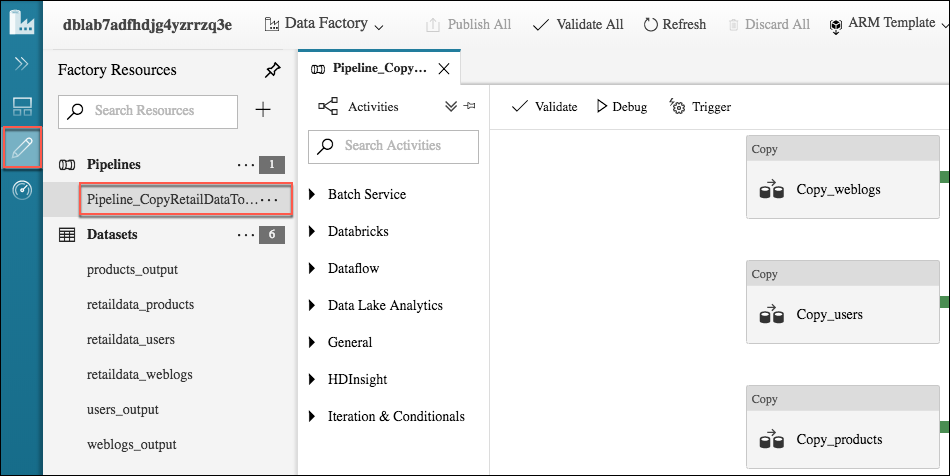 dblab7adfhdjg4yzrrzq3e Data Factory Publish All Validate All Refresh Discard All ARM Template
Factory Resources
Search Resources
Pipelines ... 1
Pipeline_CopyRetailDataTo... ...
Datasets ... 6
products_output
retaildata_products
retaildata_users
retaildata_weblogs
users_output
weblogs_output
Pipeline_Copy...
Activities
Search Activities
Batch Service
Databricks
Dataflow
Data Lake Analytics
General
HDInsight
Iteration & Conditionals
Validate Debug Trigger
Copy
Copy_weblogs
Copy
Copy_users
Copy
Copy_products